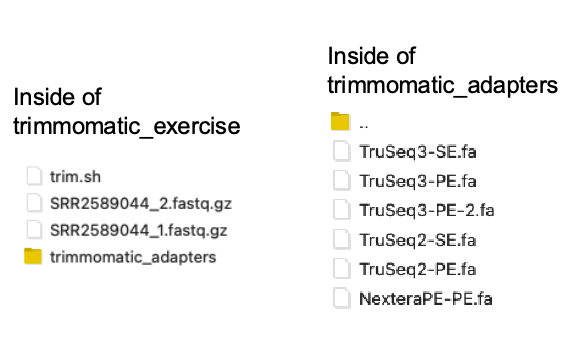 Inside of
trimmomatic_exercise
trim.sh
SRR2589044_2.fastq.gz
SRR2589044_1.fastq.gz
trimmomatic_adapters
Inside of
trimmomatic_adapters
..
TruSeq3-SE.fa
TruSeq3-PE.fa
TruSeq3-PE-2.fa
TruSeq2-SE.fa
TruSeq2-PE.fa
NexteraPE-PE.fa